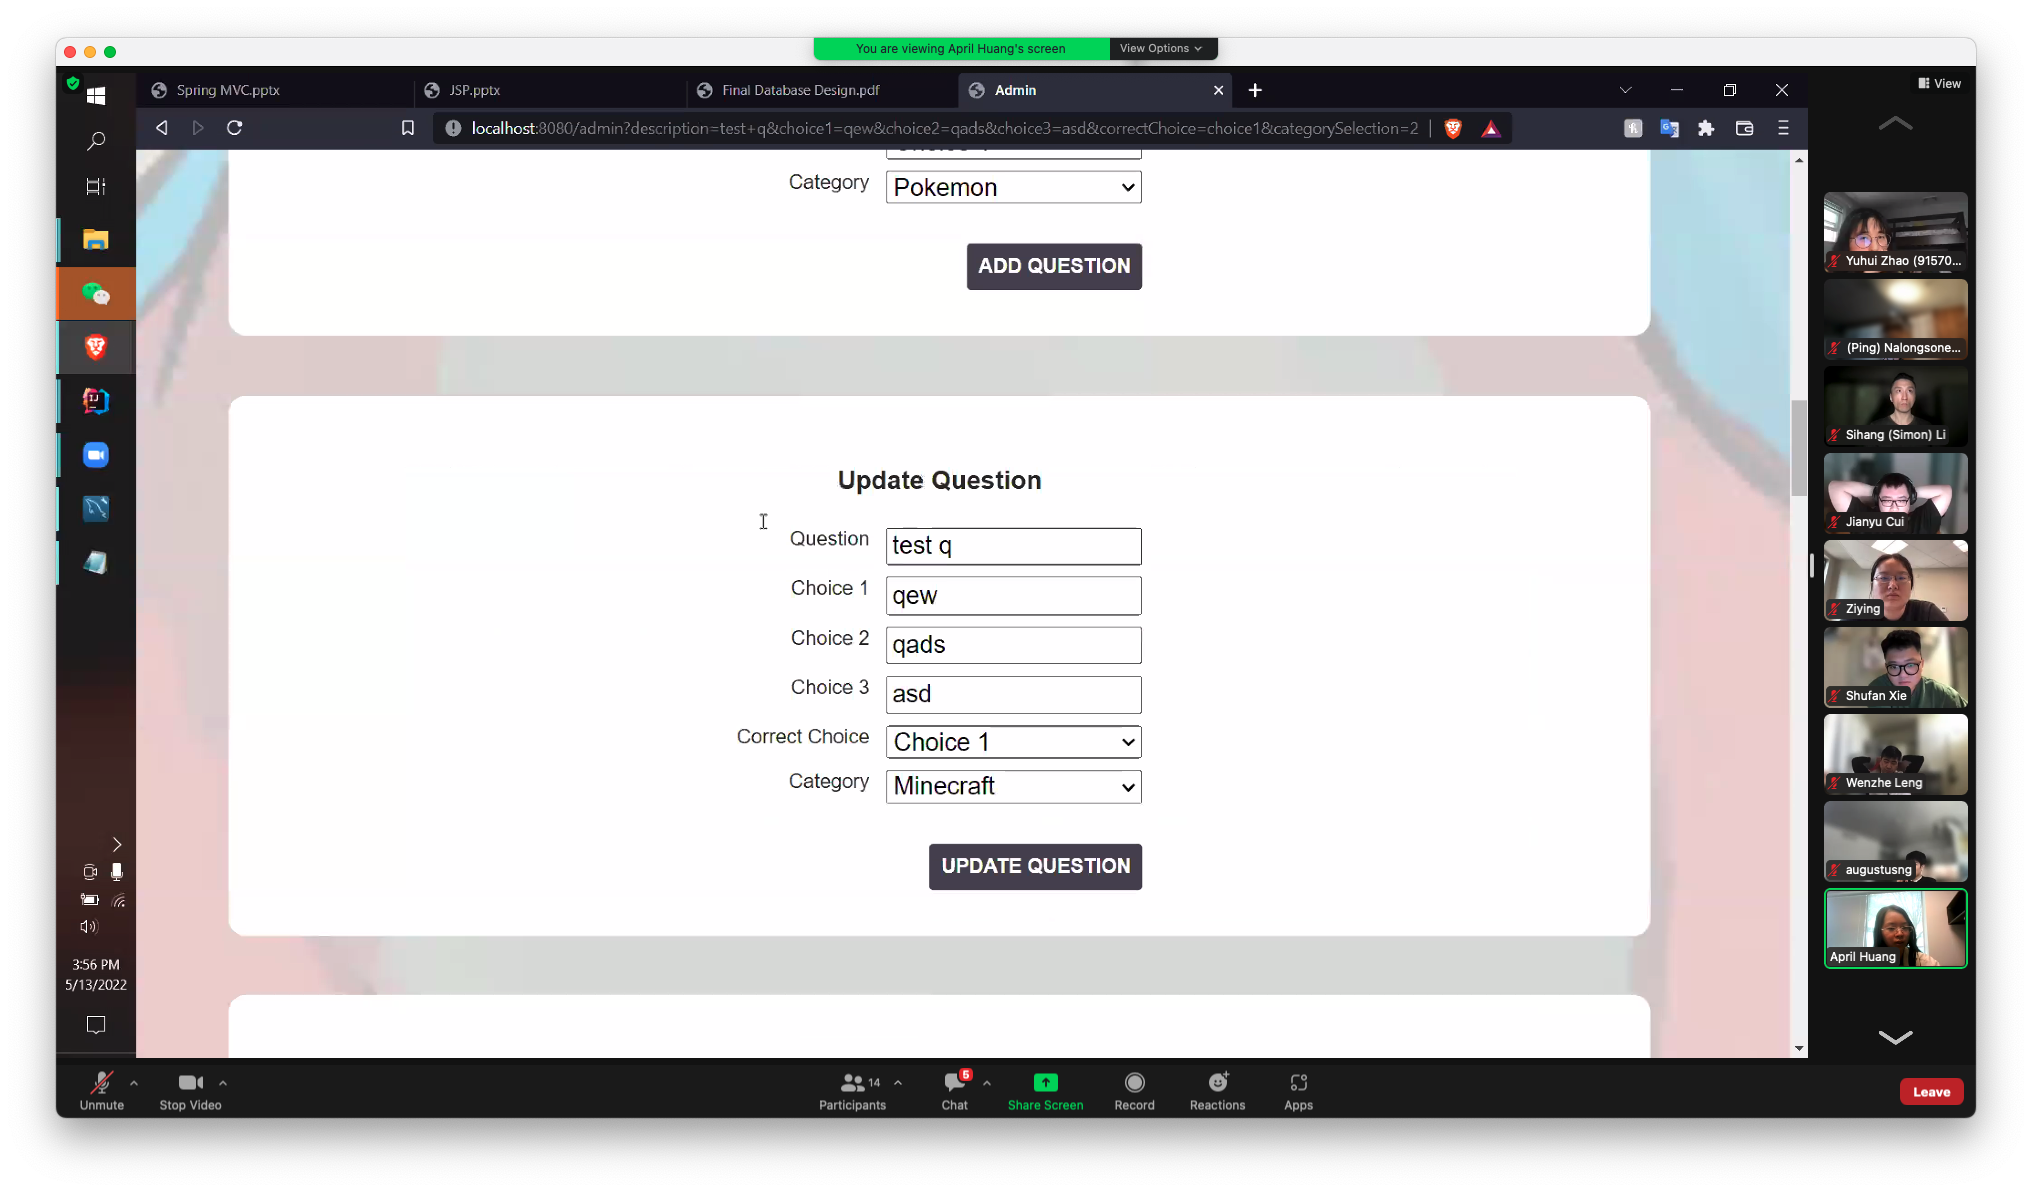 You are viewing April Huang's screen
View Options
View
Spring MVC.pptx
JSP.pptx
Final Database Design.pdf
Admin
localhost:8080/admin?description=test+q&choice1=qew&choice2=qads&choice3=asd&correctChoice=choice1&categorySelection=2
Category
Pokemon
ADD QUESTION
Update Question
Question
test q
Choice 1
qew
Choice 2
qads
Choice 3
asd
Correct Choice
Choice 1
Category
Minecraft
UPDATE QUESTION
3:56 PM
5/13/2022
Yuhui Zhao (91570...
(Ping) Nalongsone...
Sihang (Simon) Li
Jianyu Cui
Ziying
Shufan Xie
Wenzhe Leng
augustusng
April Huang
Unmute
Stop Video
14
Participants
5
Chat
Share Screen
Record
Reactions
Apps
Leave